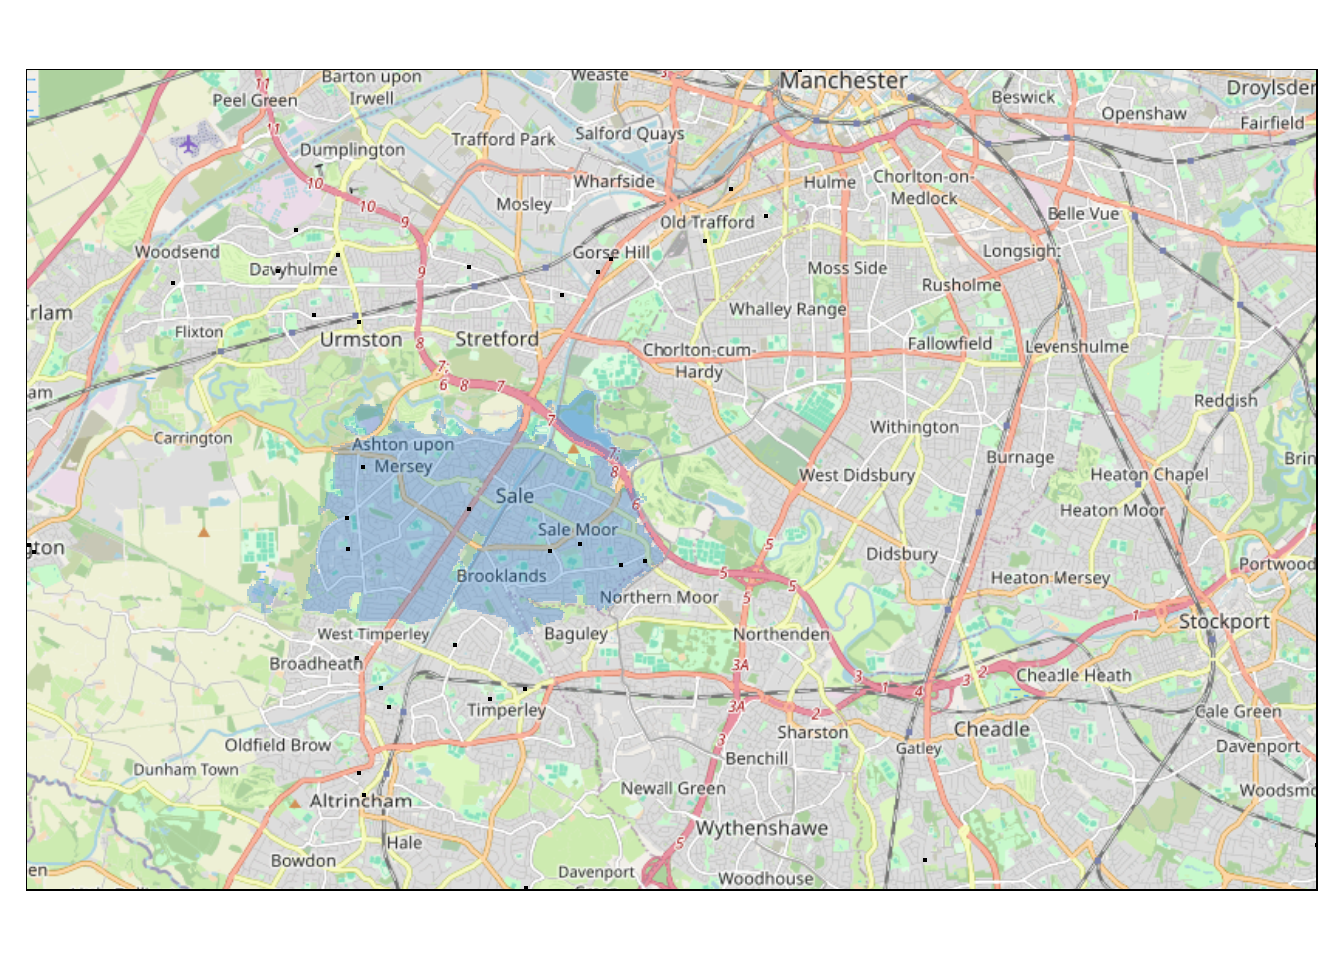 11
Barton upon
Irwell
Weaste
Manchester
Beswick
Droylsden
Peel Green
Openshaw
Fairfield
11
Trafford Park
Salford Quays
Dumplington
10
Wharfside
Hulme
Chorlton-on-
Medlock
10
Mosley
9
Old Trafford
Belle Vue
Woodsend
Gorse Hill
Longsight
Davyhulme
9
Moss Side
Rusholme
rlam
Whalley Range
Flixton
Urmston
Stretford
8
Chorlton-cum-
Hardy
Fallowfield
Levenshulme
7;
6
8
7
am
Reddish
7
Carrington
Ashton upon
Mersey
Withington
7;
8
Burnage
Brin
West Didsbury
Heaton Chapel
Sale
6
Heaton Moor
Sale Moor
gton
5
Didsbury
Portwood
Brooklands
5
5
Heaton Mersey
Northern Moor
5
1
Stockport
West Timperley
Baguley
Northenden
Broadheath
3A
3
1
4
3
2
Cheadle Heath
Timperley
3A
2
Cale Green
Oldfield Brow
3
Sharston
Gatley
Cheadle
Davenport
Dunham Town
Benchill
Newall Green
Woodsmo
Altrincham
Wythenshawe
Hale
5
Bowdon
Davenport
Woodhouse
en